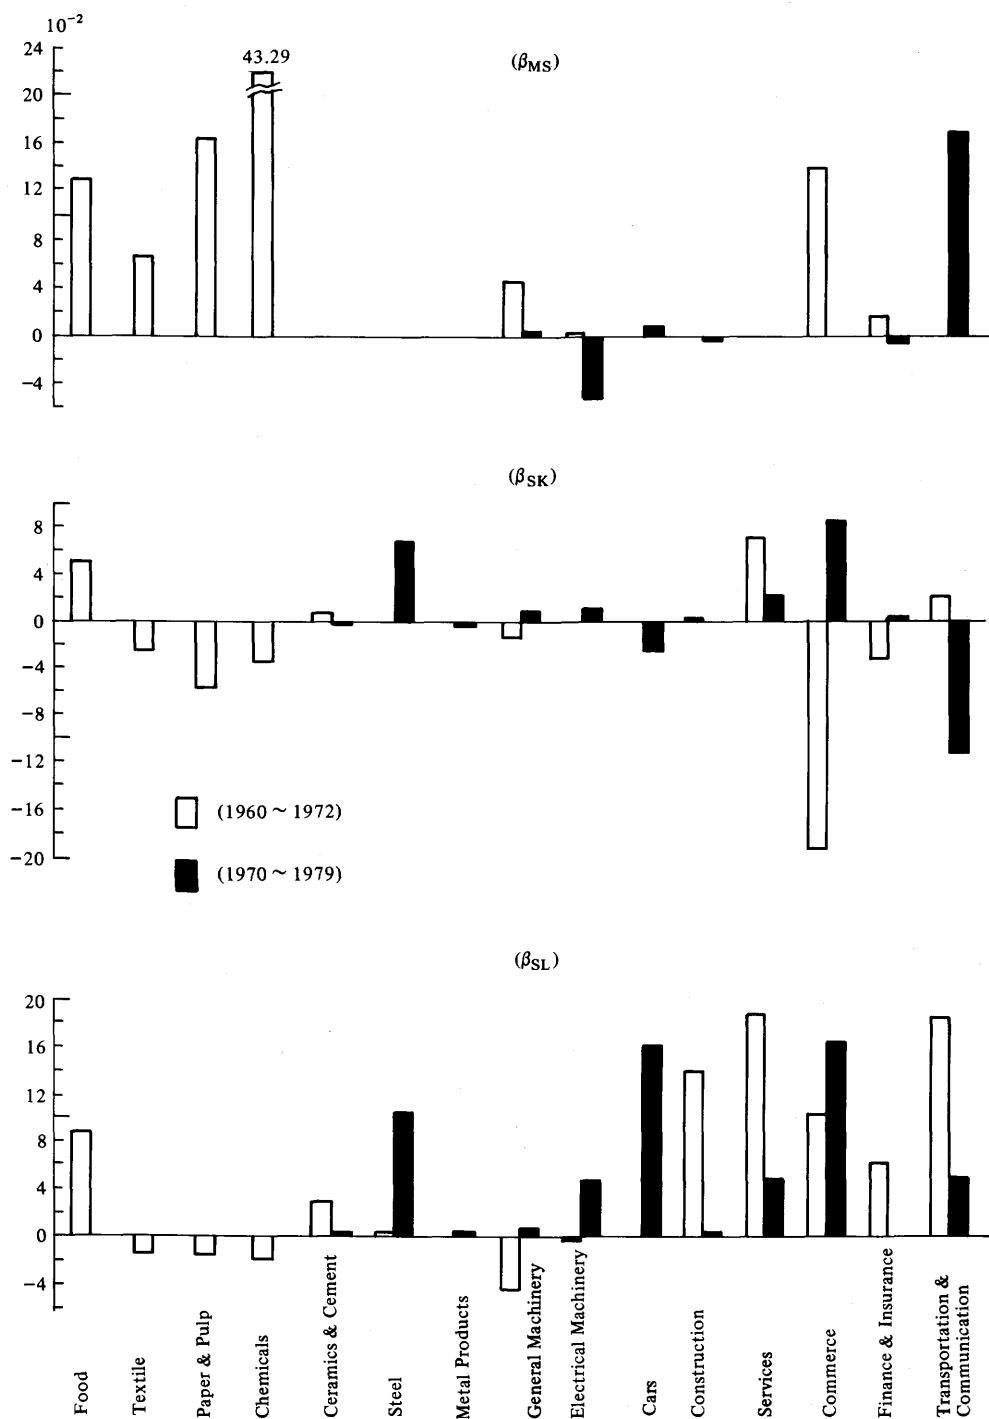 10⁻²
(β_MS)
43.29
24
20
16
12
8
4
0
−4
(β_SK)
8
4
0
−4
−8
−12
−16
−20
(1960 ~ 1972)
(1970 ~ 1979)
(β_SL)
20
16
12
8
4
0
−4
Food
Textile
Paper & Pulp
Chemicals
Ceramics & Cement
Steel
Metal Products
General Machinery
Electrical Machinery
Cars
Construction
Services
Commerce
Finance & Insurance
Transportation &
Communication